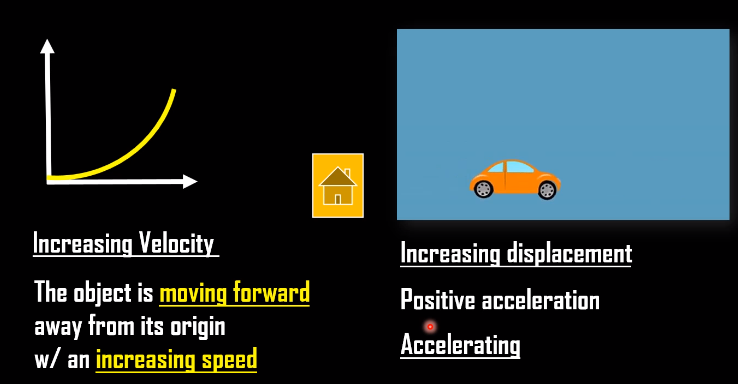 Increasing Velocity
The object is moving forward
away from its origin
w/ an increasing speed
Increasing displacement
Positive acceleration
Accelerating